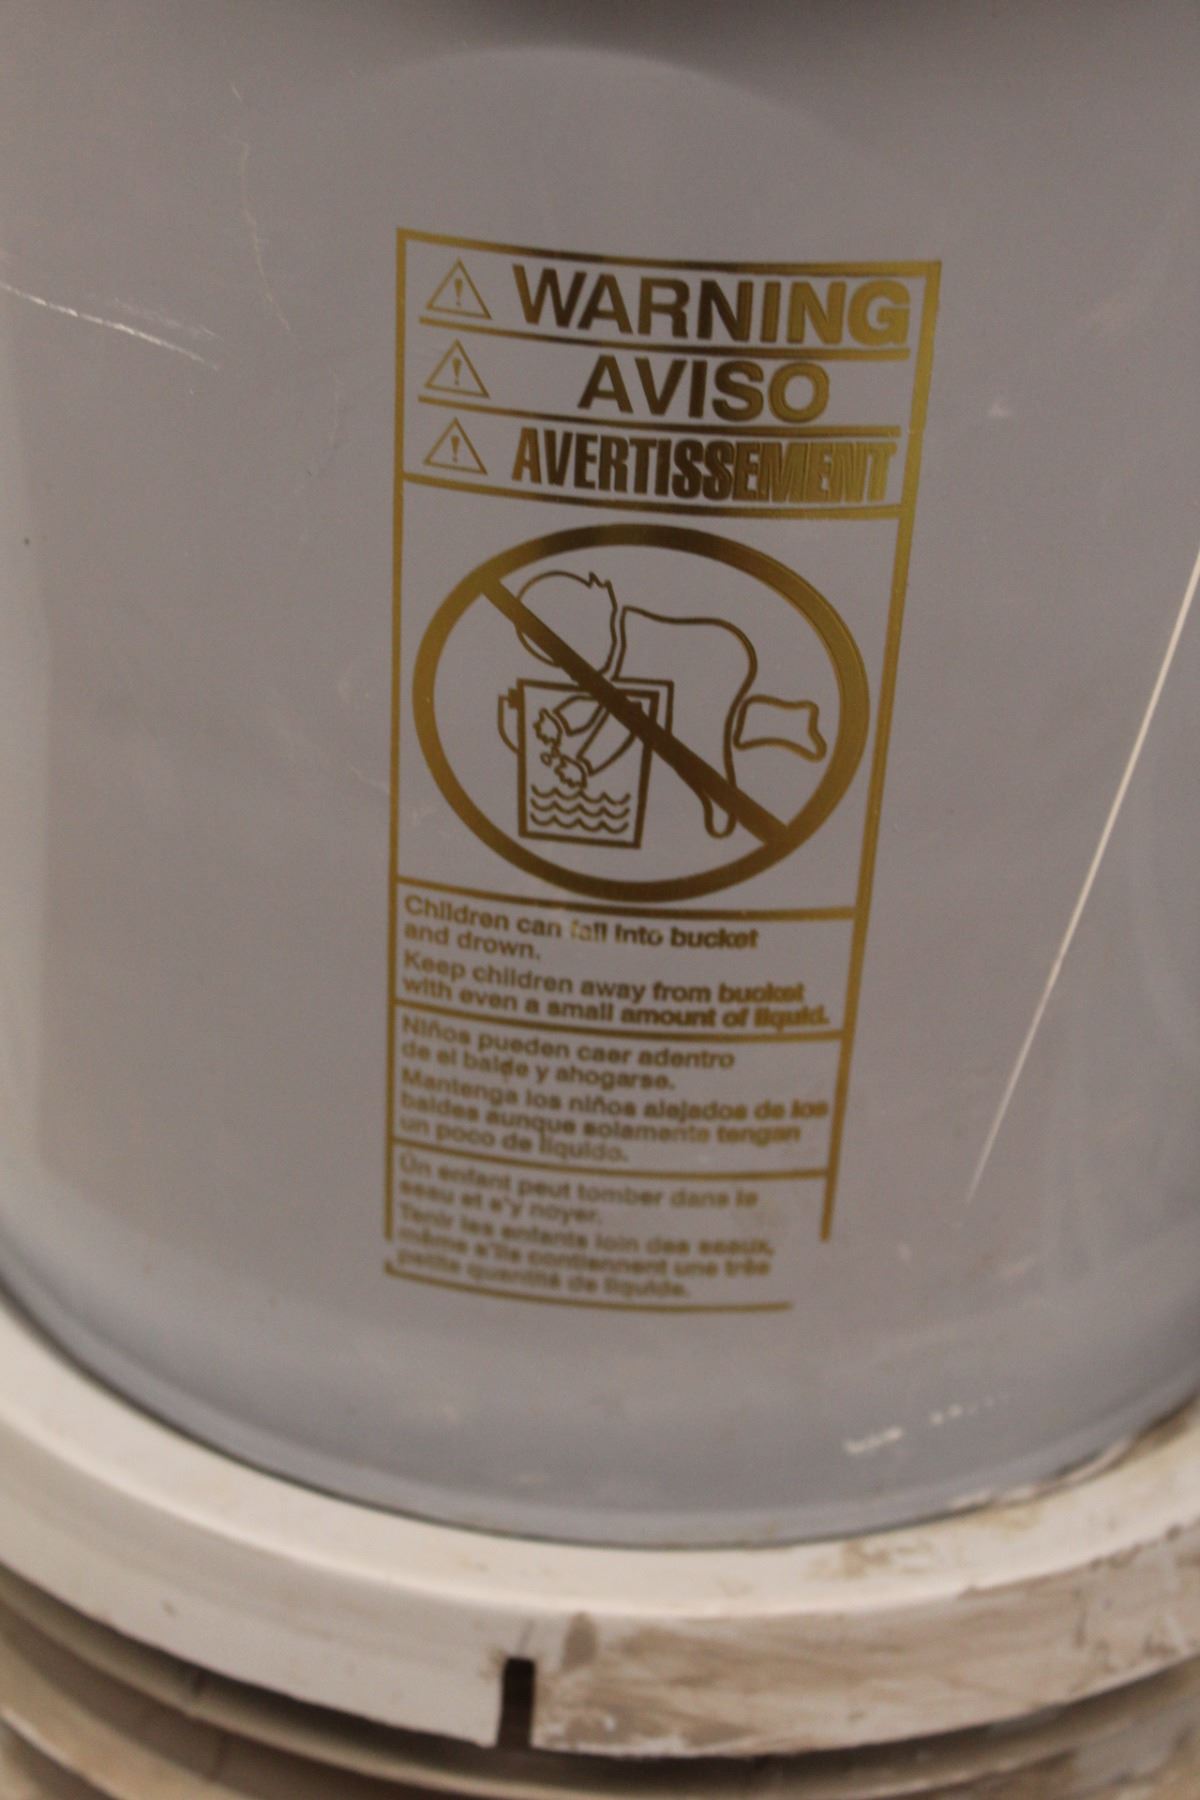 WARNING
AVISO
AVERTISSEMENT
Children can fall into bucket
and drown.
Keep children away from bucket
with even a small amount of liquid.
Niños pueden caer adentro
de el balde y ahogarse.
Mantenga los niños alejados de los
baldes aunque solamente tengan
un poco de líquido.
Un enfant peut tomber dans le
seau et s'y noyer.
Tenir les enfants loin des seaux,
même s'ils contiennent une très
petite quantité de liquide.